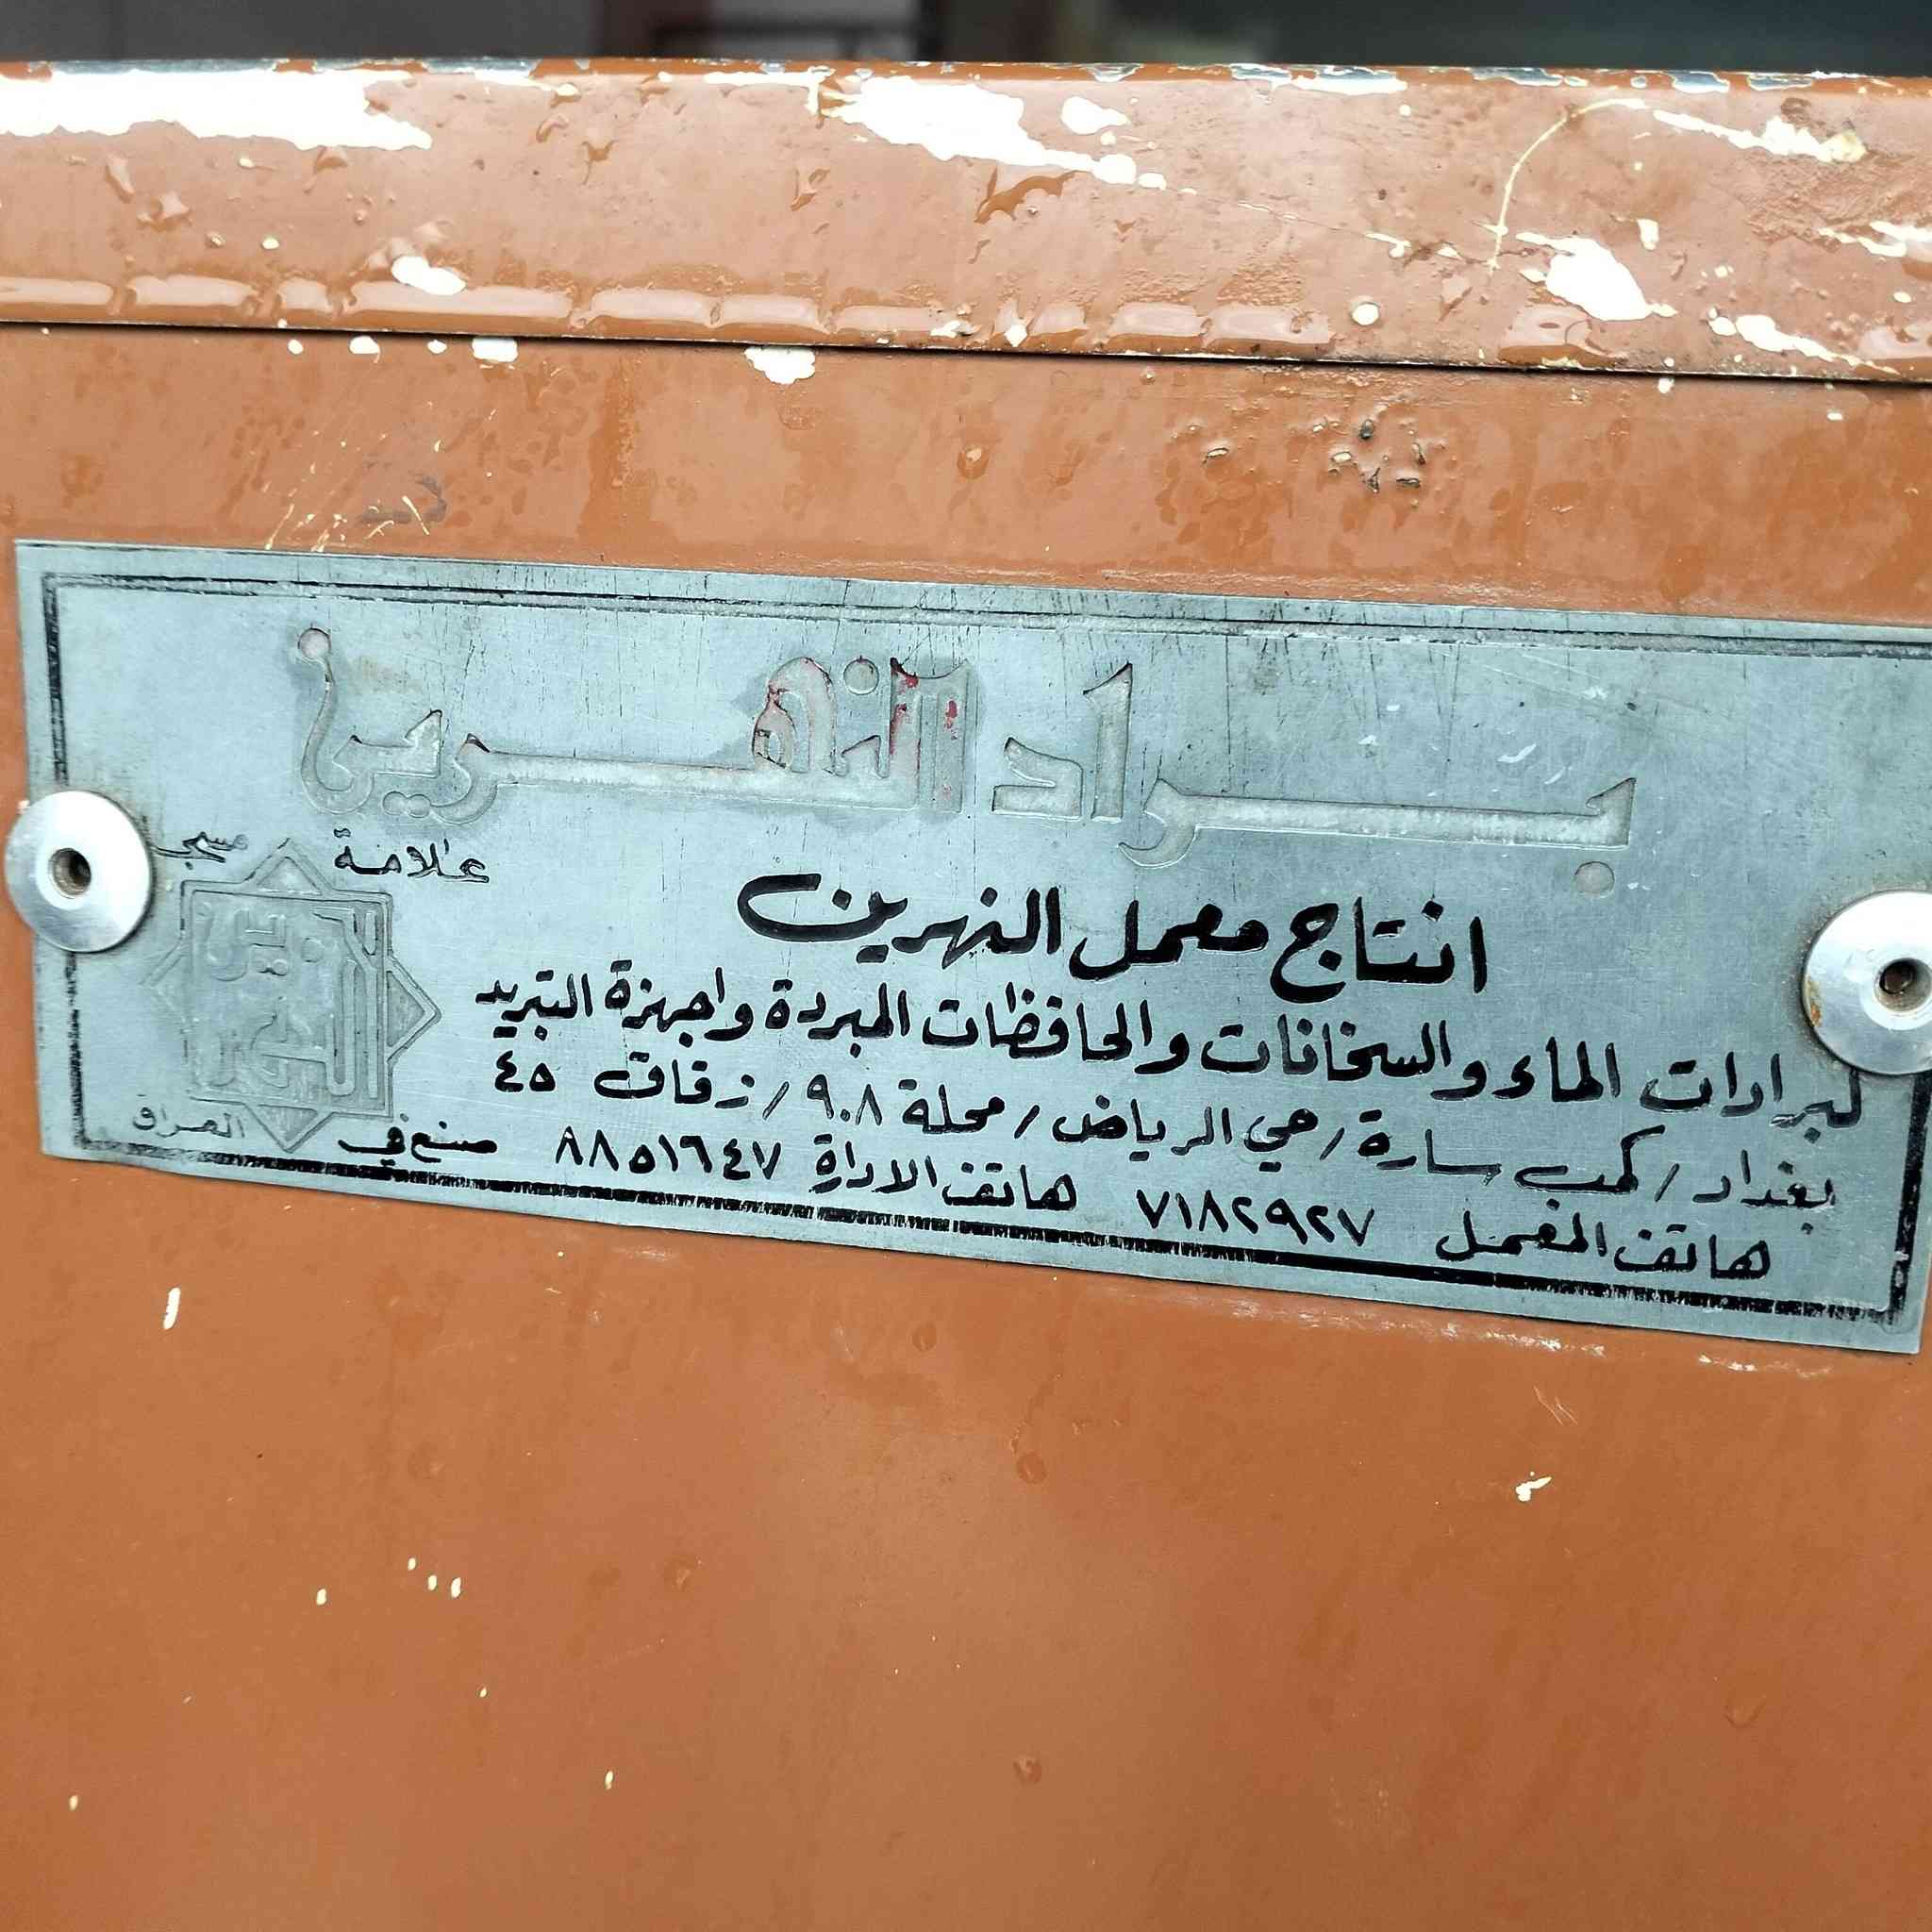 براد النهرين
علامة مسجلة
انتاج معمل النهرين
لبرادات الماء والسخانات والحافظات المبردة واجهزة التبريد
بغداد / كمب سارة / حي الرياض / محلة ٩٠٨ / زقاق ٤٥
هاتف المعمل ٧١٨٢٩٢٧ هاتف الادارة ٨٨٥١٦٤٧ صنع في العراق